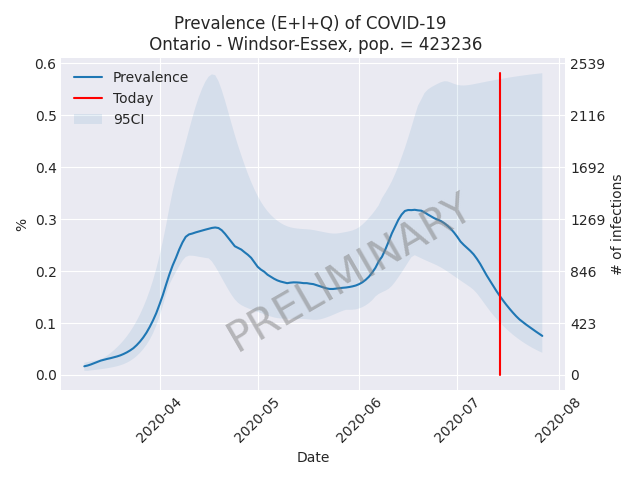 Prevalence (E+I+Q) of COVID-19
Ontario - Windsor-Essex, pop. = 423236
Prevalence
Today
95CI
PRELIMINARY
%
0.6
0.5
0.4
0.3
0.2
0.1
0.0
2539
2116
1692
1269
846
423
0
# of infections
2020-04
2020-05
2020-06
2020-07
2020-08
Date